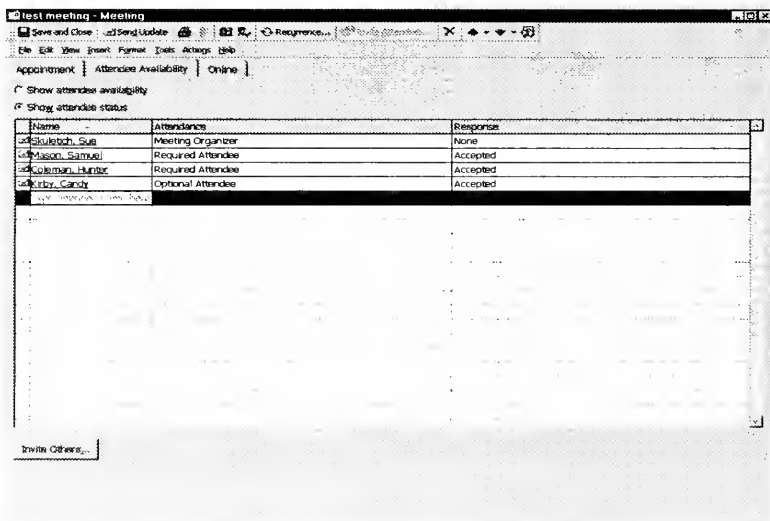 test meeting - Meeting
Save and Close Send Update Recurrence...
File Edit View Insert Format Tools Actions Help
Appointment Attendee Availability Online
Show attendee availability
Show attendee status
Name Attendance Response
Skuletich, Sue Meeting Organizer None
Mason, Samuel Required Attendee Accepted
Coleman, Hunter Required Attendee Accepted
Kirby, Candy Optional Attendee Accepted
Invite Others...